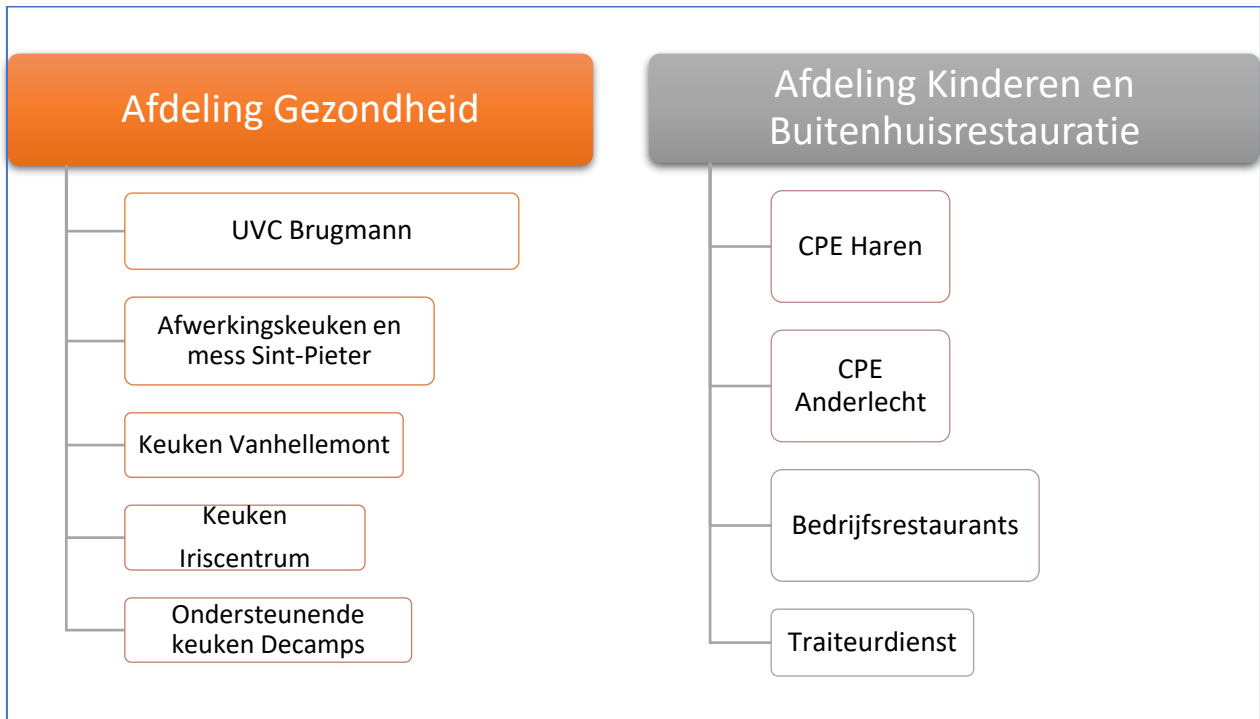 Afdeling Gezondheid
UVC Brugmann
Afwerkingskeuken en
mess Sint-Pieter
Keuken Vanhellemont
Keuken
Iriscentrum
Ondersteunende
keuken Decamps
Afdeling Kinderen en
Buitenhuisrestauratie
CPE Haren
CPE
Anderlecht
Bedrijfsrestaurants
Traiteurdienst